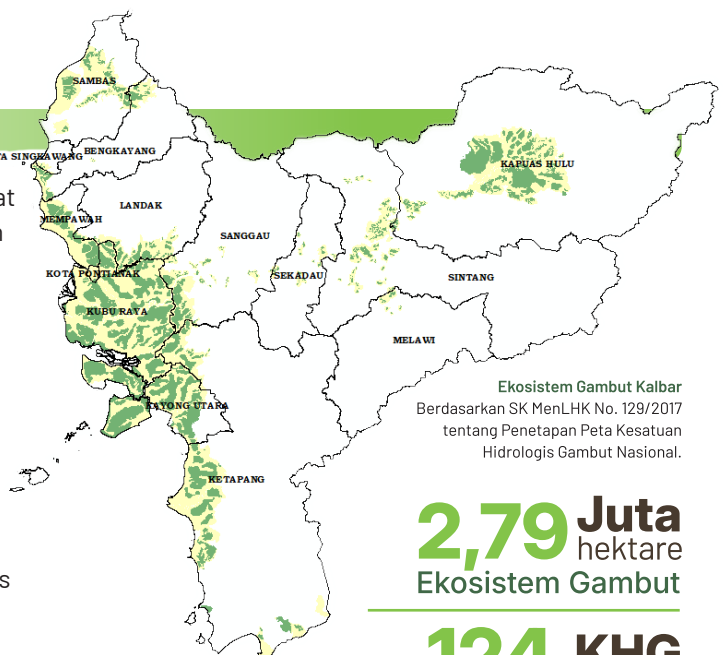 SAMBAS
BENGKAYANG
TA SINGKAWANG
KAPUAS HULU
at
LANDAK
MEMPAWAH
SANGGAU
KOTA PONTIANAK
SEKADAU
SINTANG
KUBU RAYA
MELAWI
Ekosistem Gambut Kalbar
KAYONG UTARA
Berdasarkan SK MenLHK No. 129/2017
tentang Penetapan Peta Kesatuan
Hidrologis Gambut Nasional.
KETAPANG
2,79 Juta
hektare
Ekosistem Gambut
s
124 KHG